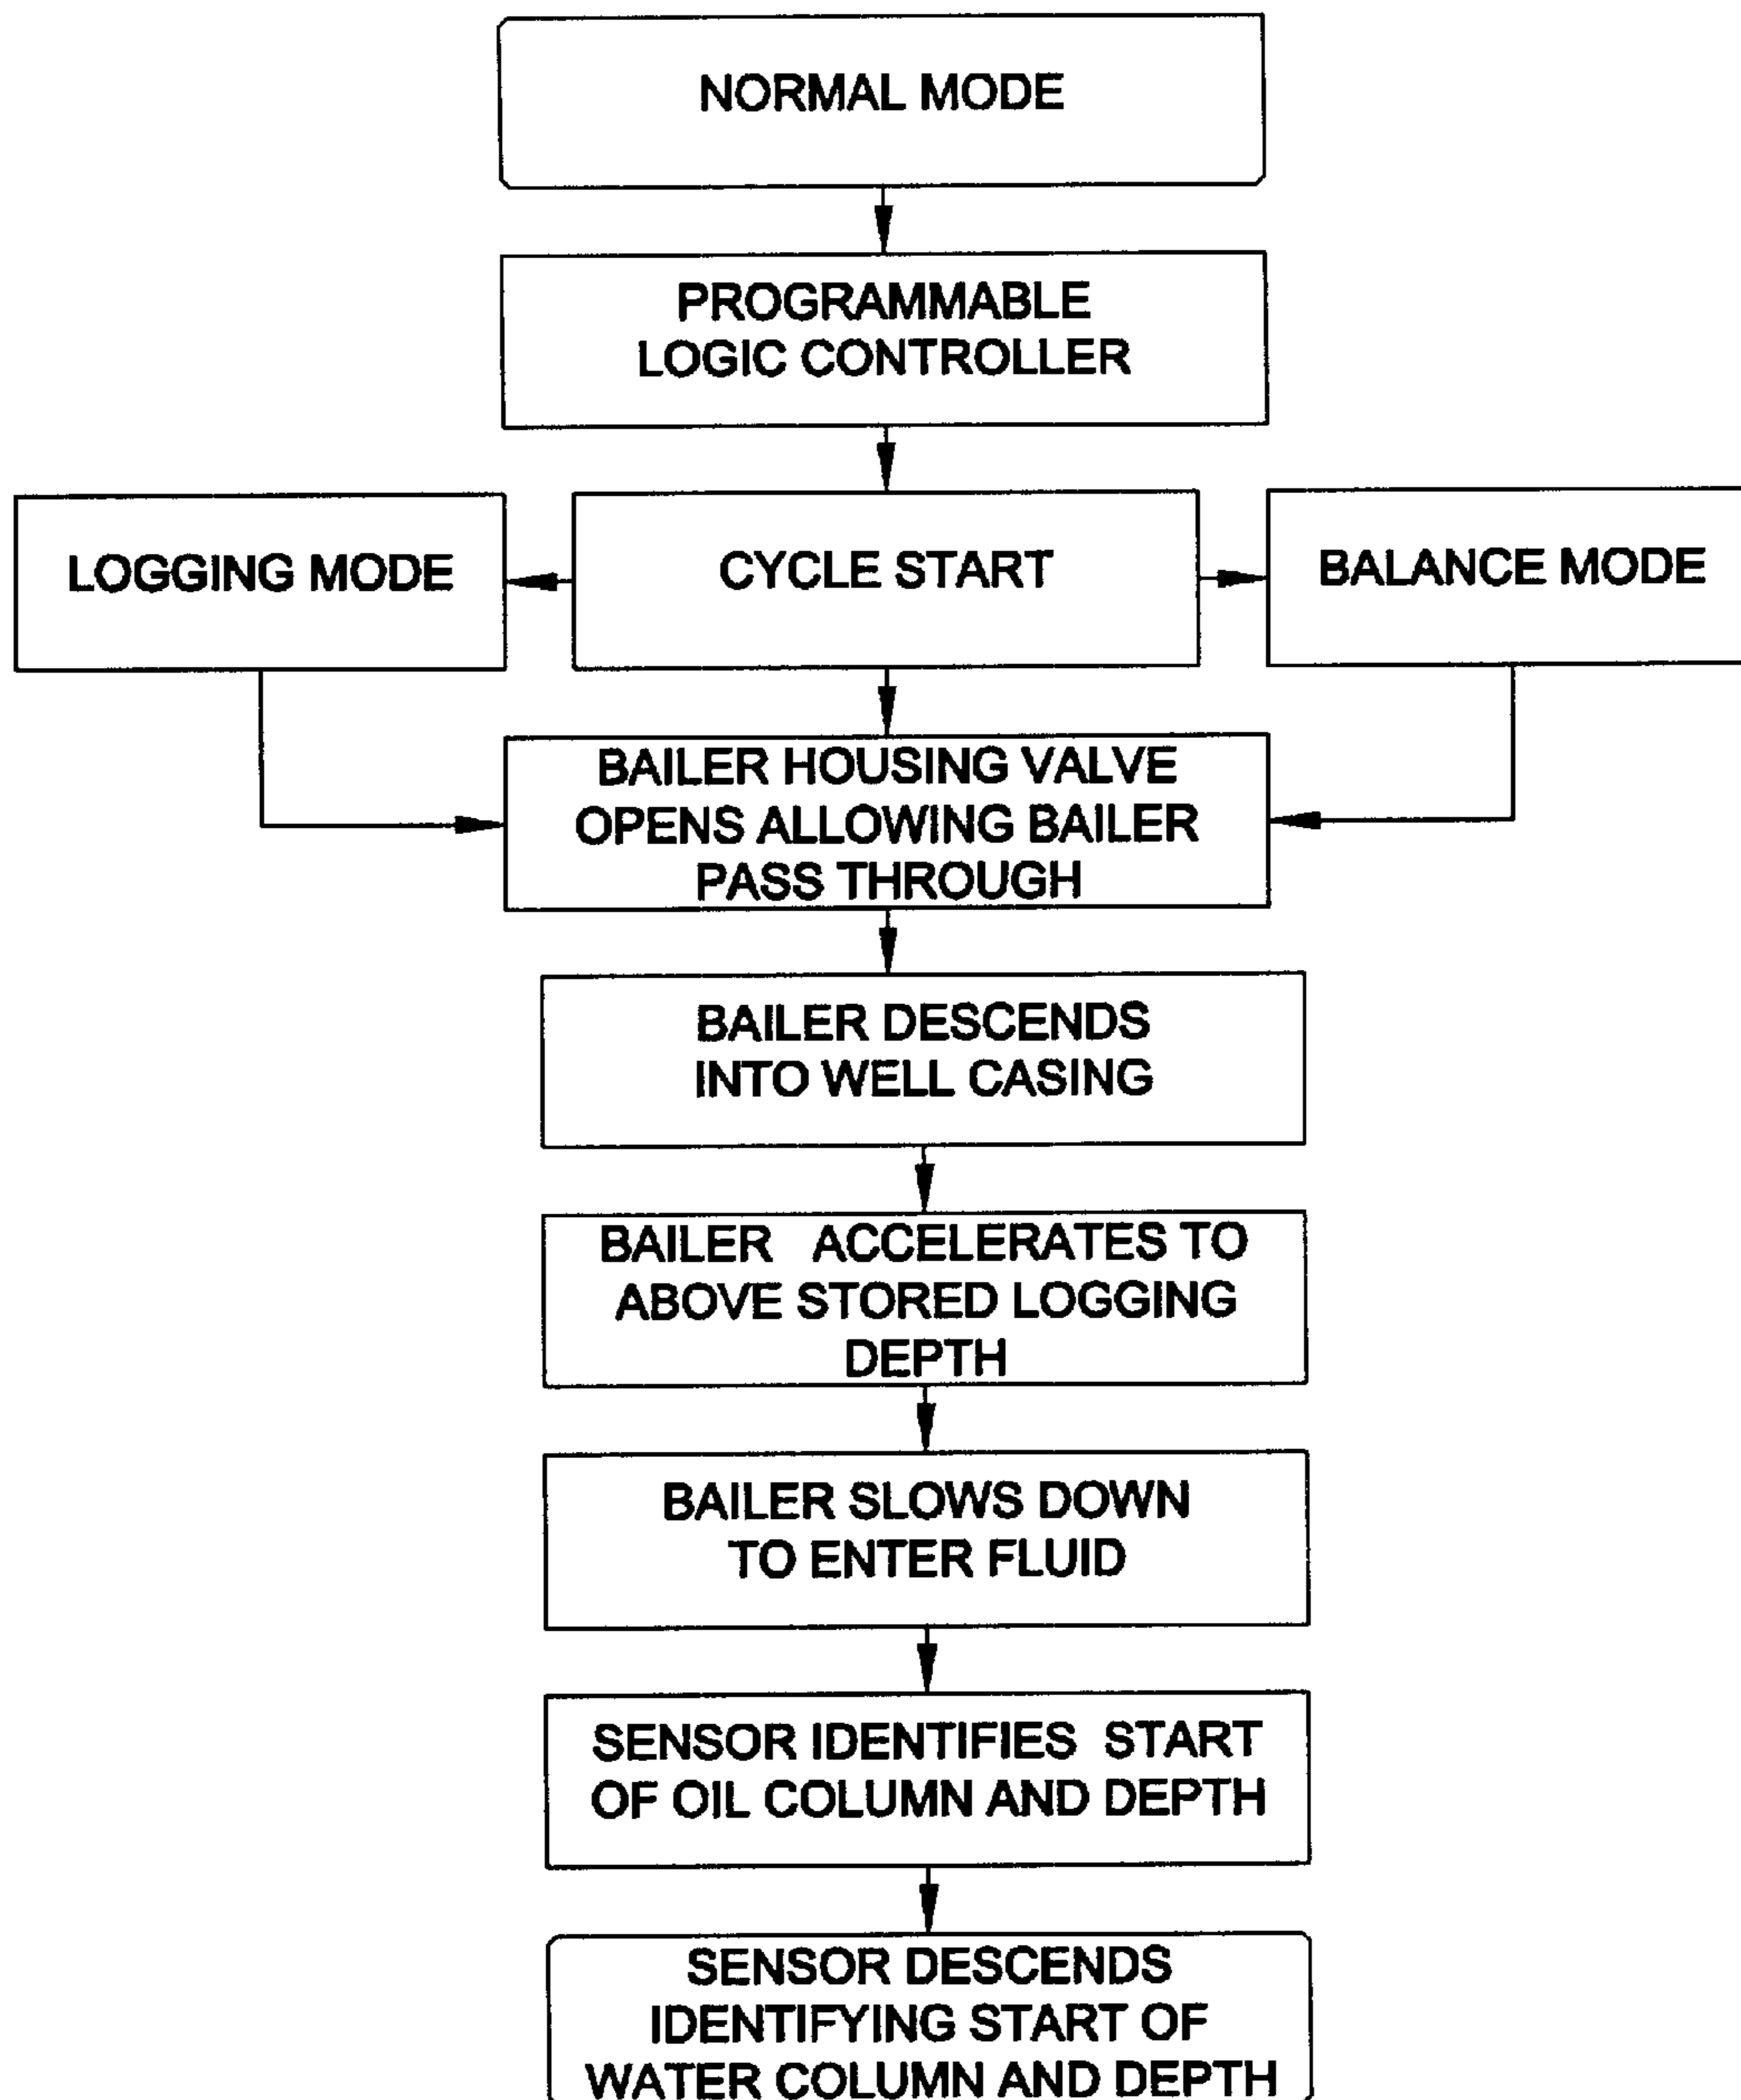 NORMAL MODE
PROGRAMMABLE
LOGIC CONTROLLER
LOGGING MODE
CYCLE START
BALANCE MODE
BAILER HOUSING VALVE
OPENS ALLOWING BAILER
PASS THROUGH
BAILER DESCENDS
INTO WELL CASING
BAILER ACCELERATES TO
ABOVE STORED LOGGING
DEPTH
BAILER SLOWS DOWN
TO ENTER FLUID
SENSOR IDENTIFIES START
OF OIL COLUMN AND DEPTH
SENSOR DESCENDS
IDENTIFYING START OF
WATER COLUMN AND DEPTH